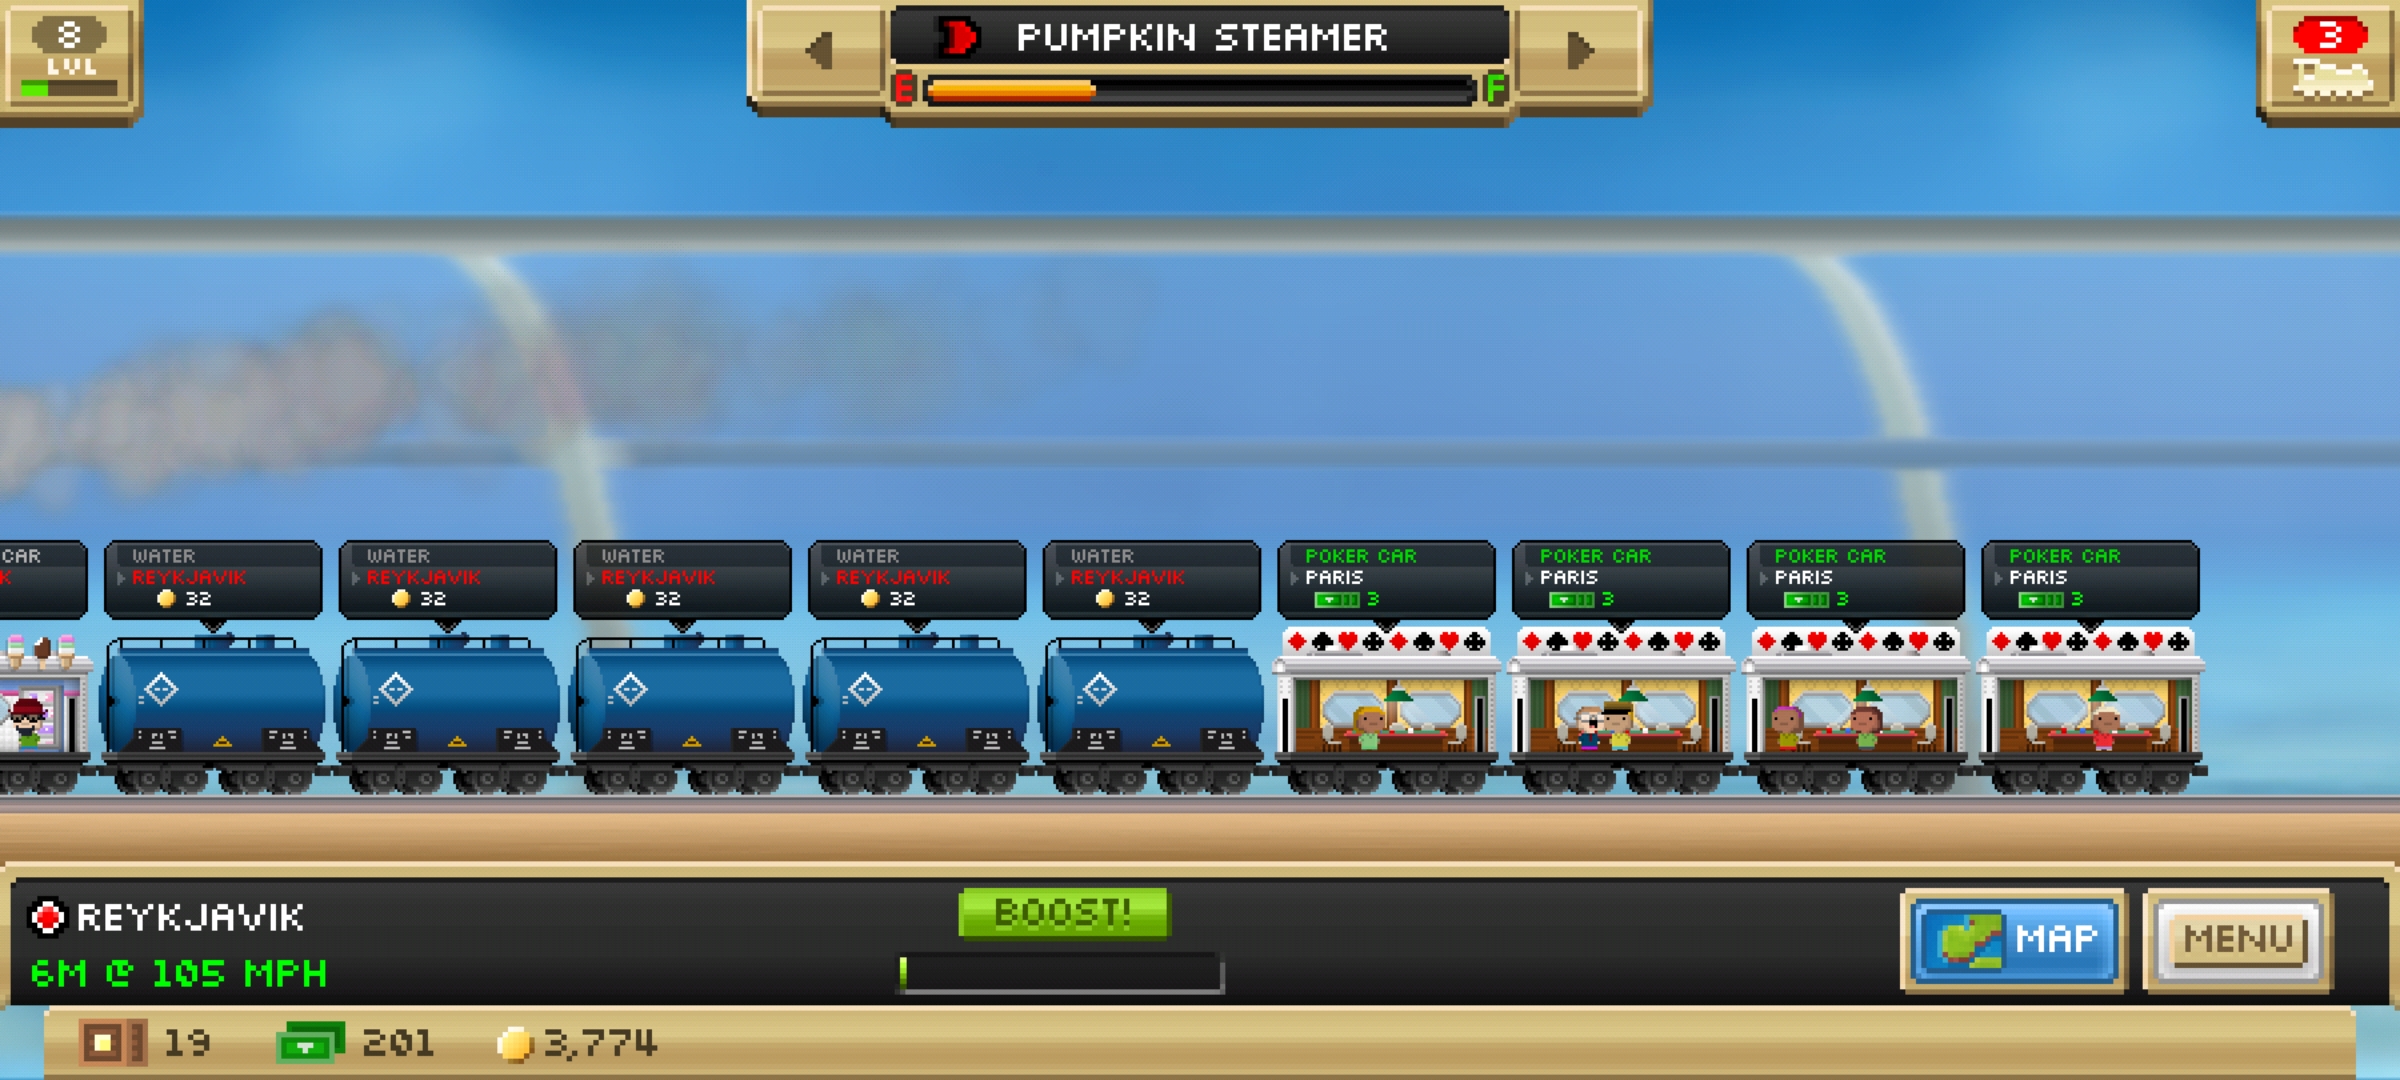 8
LVL
PUMPKIN STEAMER
E F
3
CAR
K
WATER
REYKJAVIK
32
WATER
REYKJAVIK
32
WATER
REYKJAVIK
32
WATER
REYKJAVIK
32
WATER
REYKJAVIK
32
POKER CAR
PARIS
3
POKER CAR
PARIS
3
POKER CAR
PARIS
3
POKER CAR
PARIS
3
REYKJAVIK
6M @ 105 MPH
BOOST!
MAP
MENU
19
201
3,774